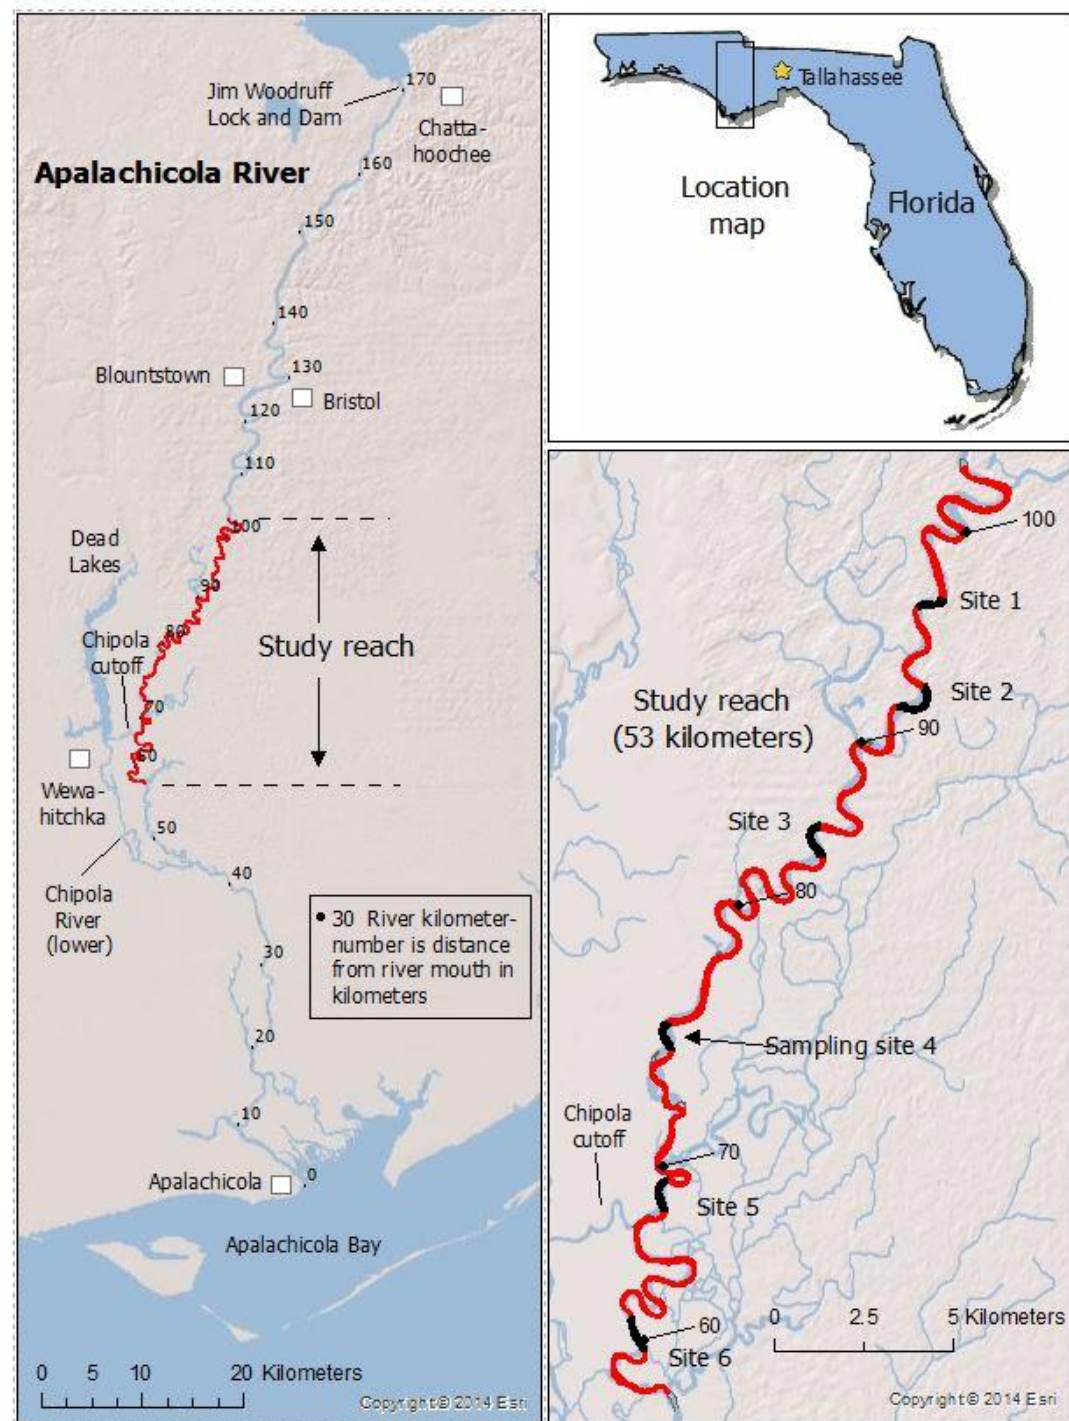 170
Jim Woodruff
Lock and Dam
Chatta-
hoochee
160
Apalachicola River
150
140
130
Blountstown
Bristol
120
110
100
Dead
Lakes
90
80
Chipola
cutoff
Study reach
70
60
Wewa-
hitchka
50
40
Chipola
River
(lower)
30 River kilometer-
number is distance
from river mouth in
kilometers
30
20
10
Apalachicola
0
Apalachicola Bay
0 5 10 20 Kilometers
Copyright © 2014 Esri
Tallahassee
Location
map
Florida
100
Site 1
Site 2
Study reach
(53 kilometers)
90
Site 3
80
Sampling site 4
Chipola
cutoff
70
Site 5
0 2.5 5 Kilometers
60
Site 6
Copyright © 2014 Esri